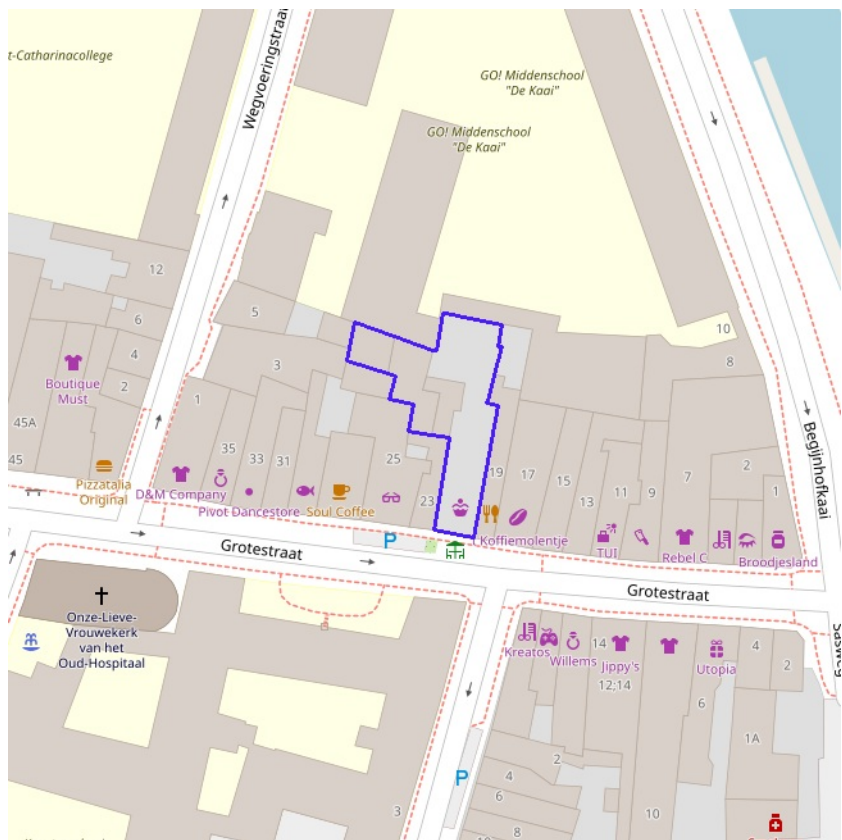 t-Catharinacollege
Wegvoeringstraat
GO! Middenschool
"De Kaai"
GO! Middenschool
"De Kaai"
12
6
4
2
Boutique
Must
45A
45
Pizzatalia
Original
5
3
1
35
33
31
25
23
19
17
15
13
11
9
7
10
8
2
1
D&M Company
Pivot Dancestore
Soul Coffee
Koffiemolentje
TUI
Rebel C
Broodjesland
Begijnhofkaai
P
Grotestraat
Grotestraat
Onze-Lieve-
Vrouwekerk
van het
Oud-Hospitaal
Kreatos
Willems
14
Jippy's
12;14
Utopia
4
2
6
Sasweg
1A
2
4
6
8
10
3
P